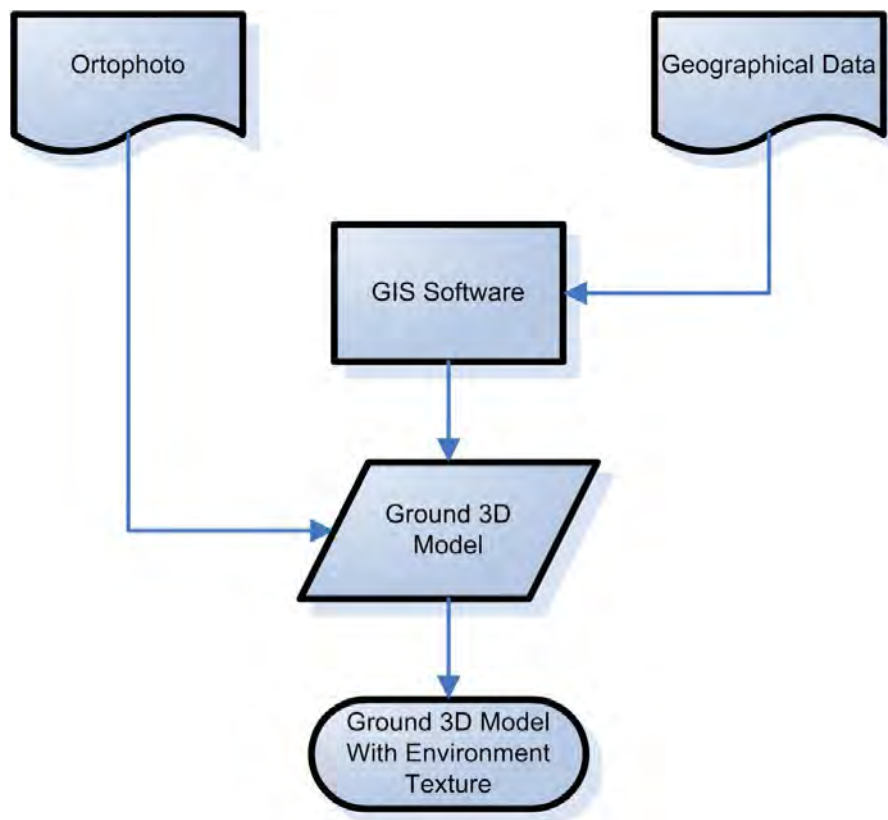 Ortophoto
Geographical Data
GIS Software
Ground 3D
Model
Ground 3D Model
With Environment
Texture